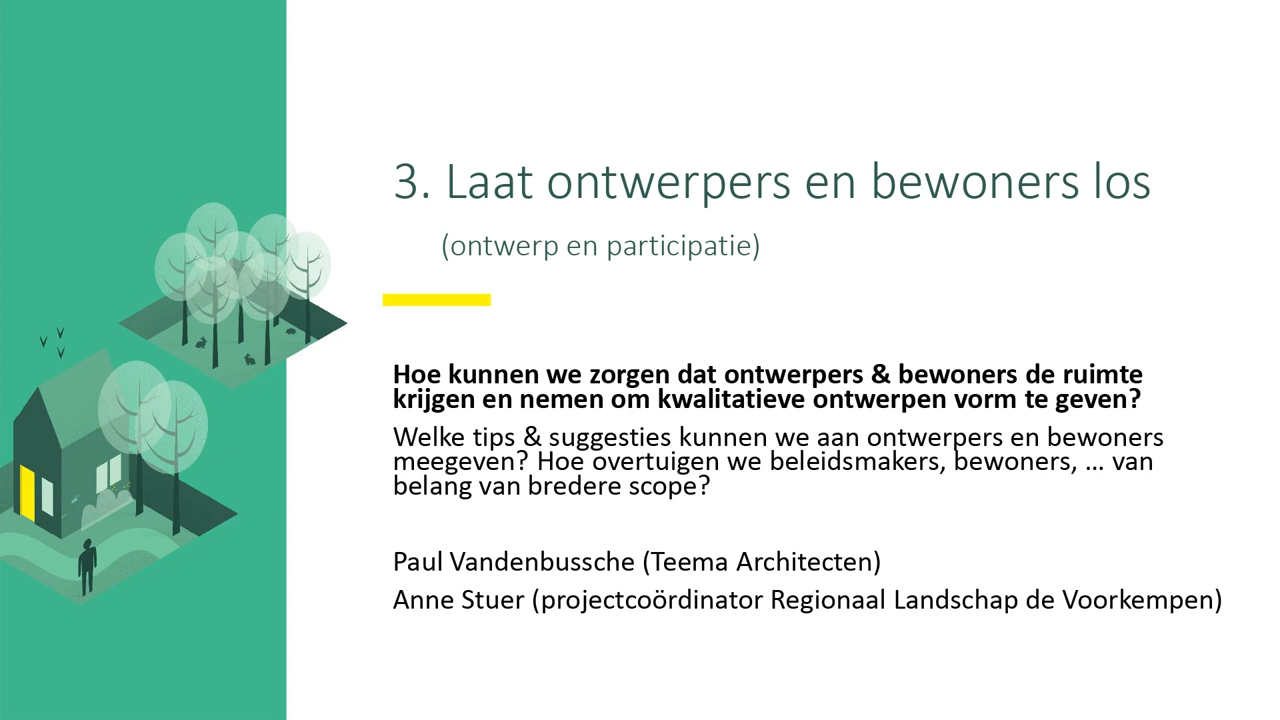 3. Laat ontwerpers en bewoners los
(ontwerp en participatie)
Hoe kunnen we zorgen dat ontwerpers & bewoners de ruimte
krijgen en nemen om kwalitatieve ontwerpen vorm te geven?
Welke tips & suggesties kunnen we aan ontwerpers en bewoners
meegeven? Hoe overtuigen we beleidsmakers, bewoners, … van
belang van bredere scope?
Paul Vandenbussche (Teema Architecten)
Anne Stuer (projectcoördinator Regionaal Landschap de Voorkempen)